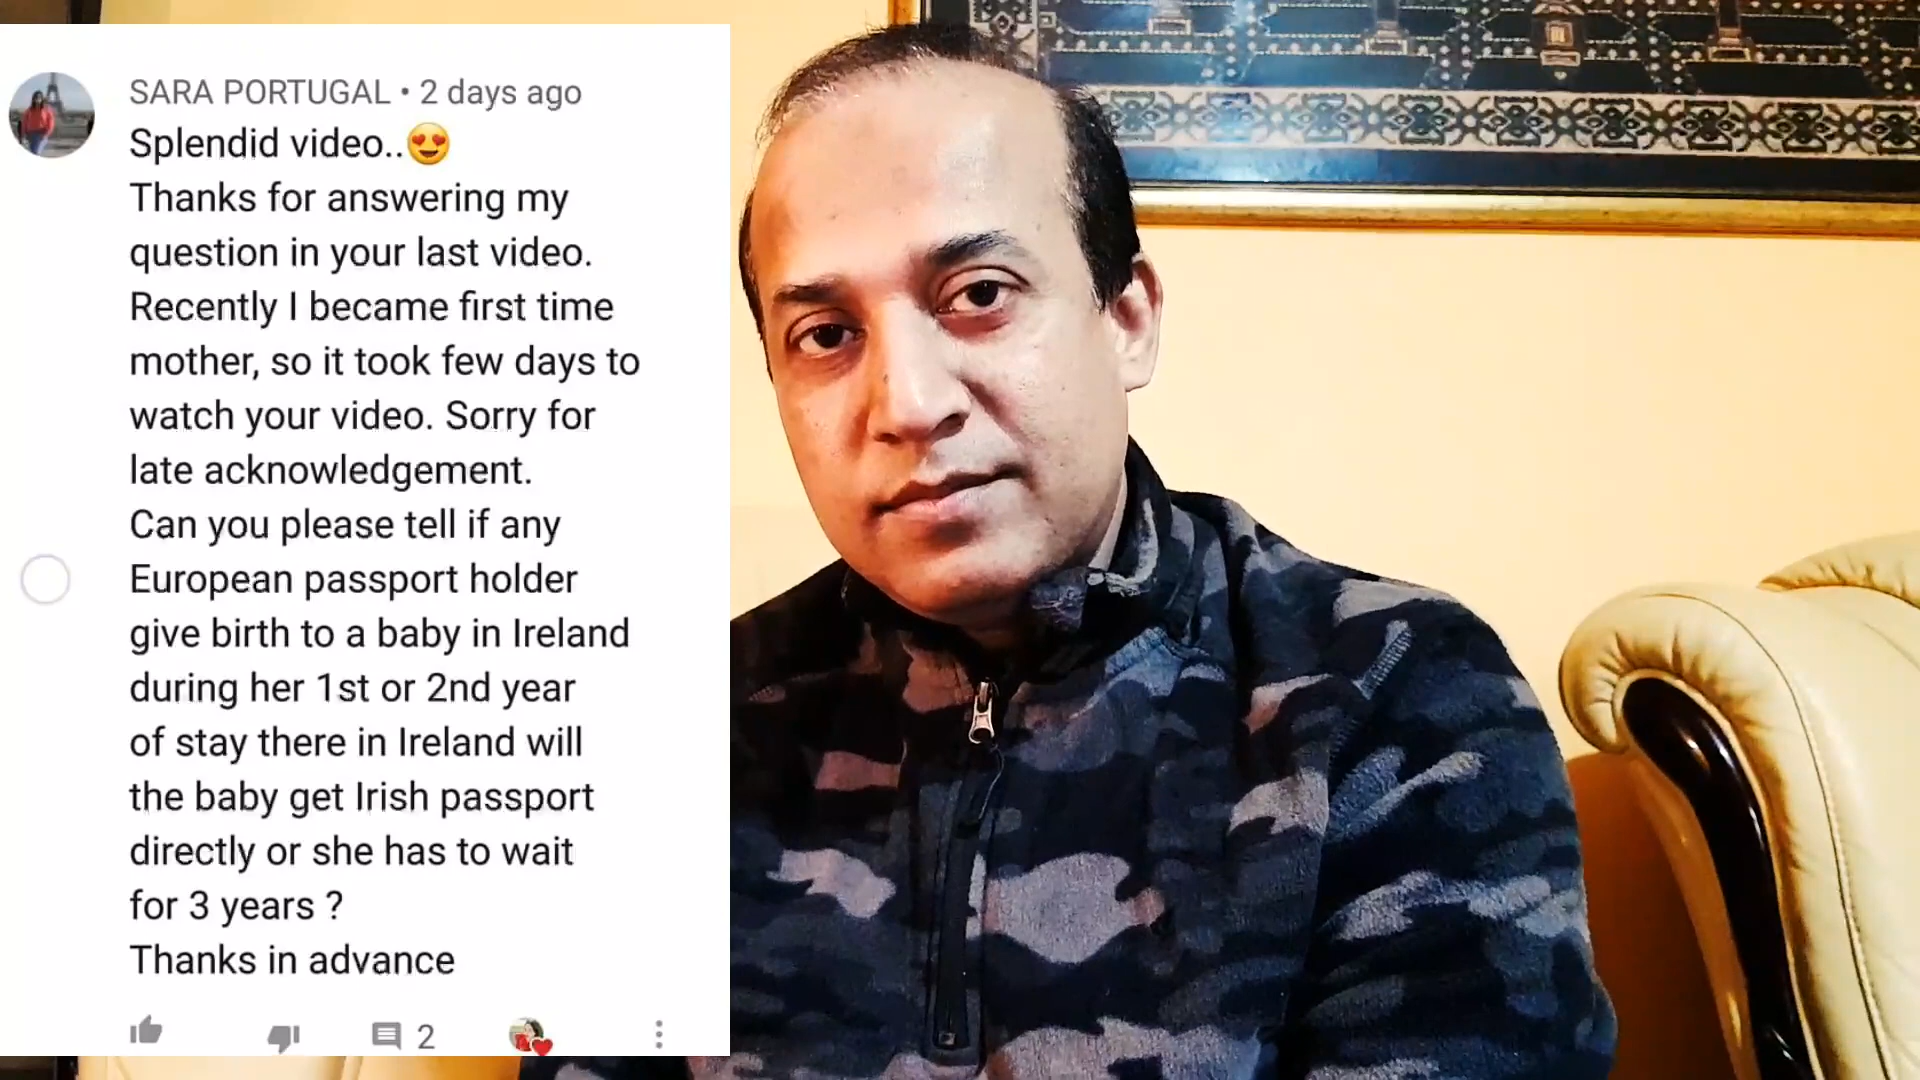 SARA PORTUGAL • 2 days ago
Splendid video..😍
Thanks for answering my
question in your last video.
Recently I became first time
mother, so it took few days to
watch your video. Sorry for
late acknowledgement.
Can you please tell if any
European passport holder
give birth to a baby in Ireland
during her 1st or 2nd year
of stay there in Ireland will
the baby get Irish passport
directly or she has to wait
for 3 years ?
Thanks in advance
2